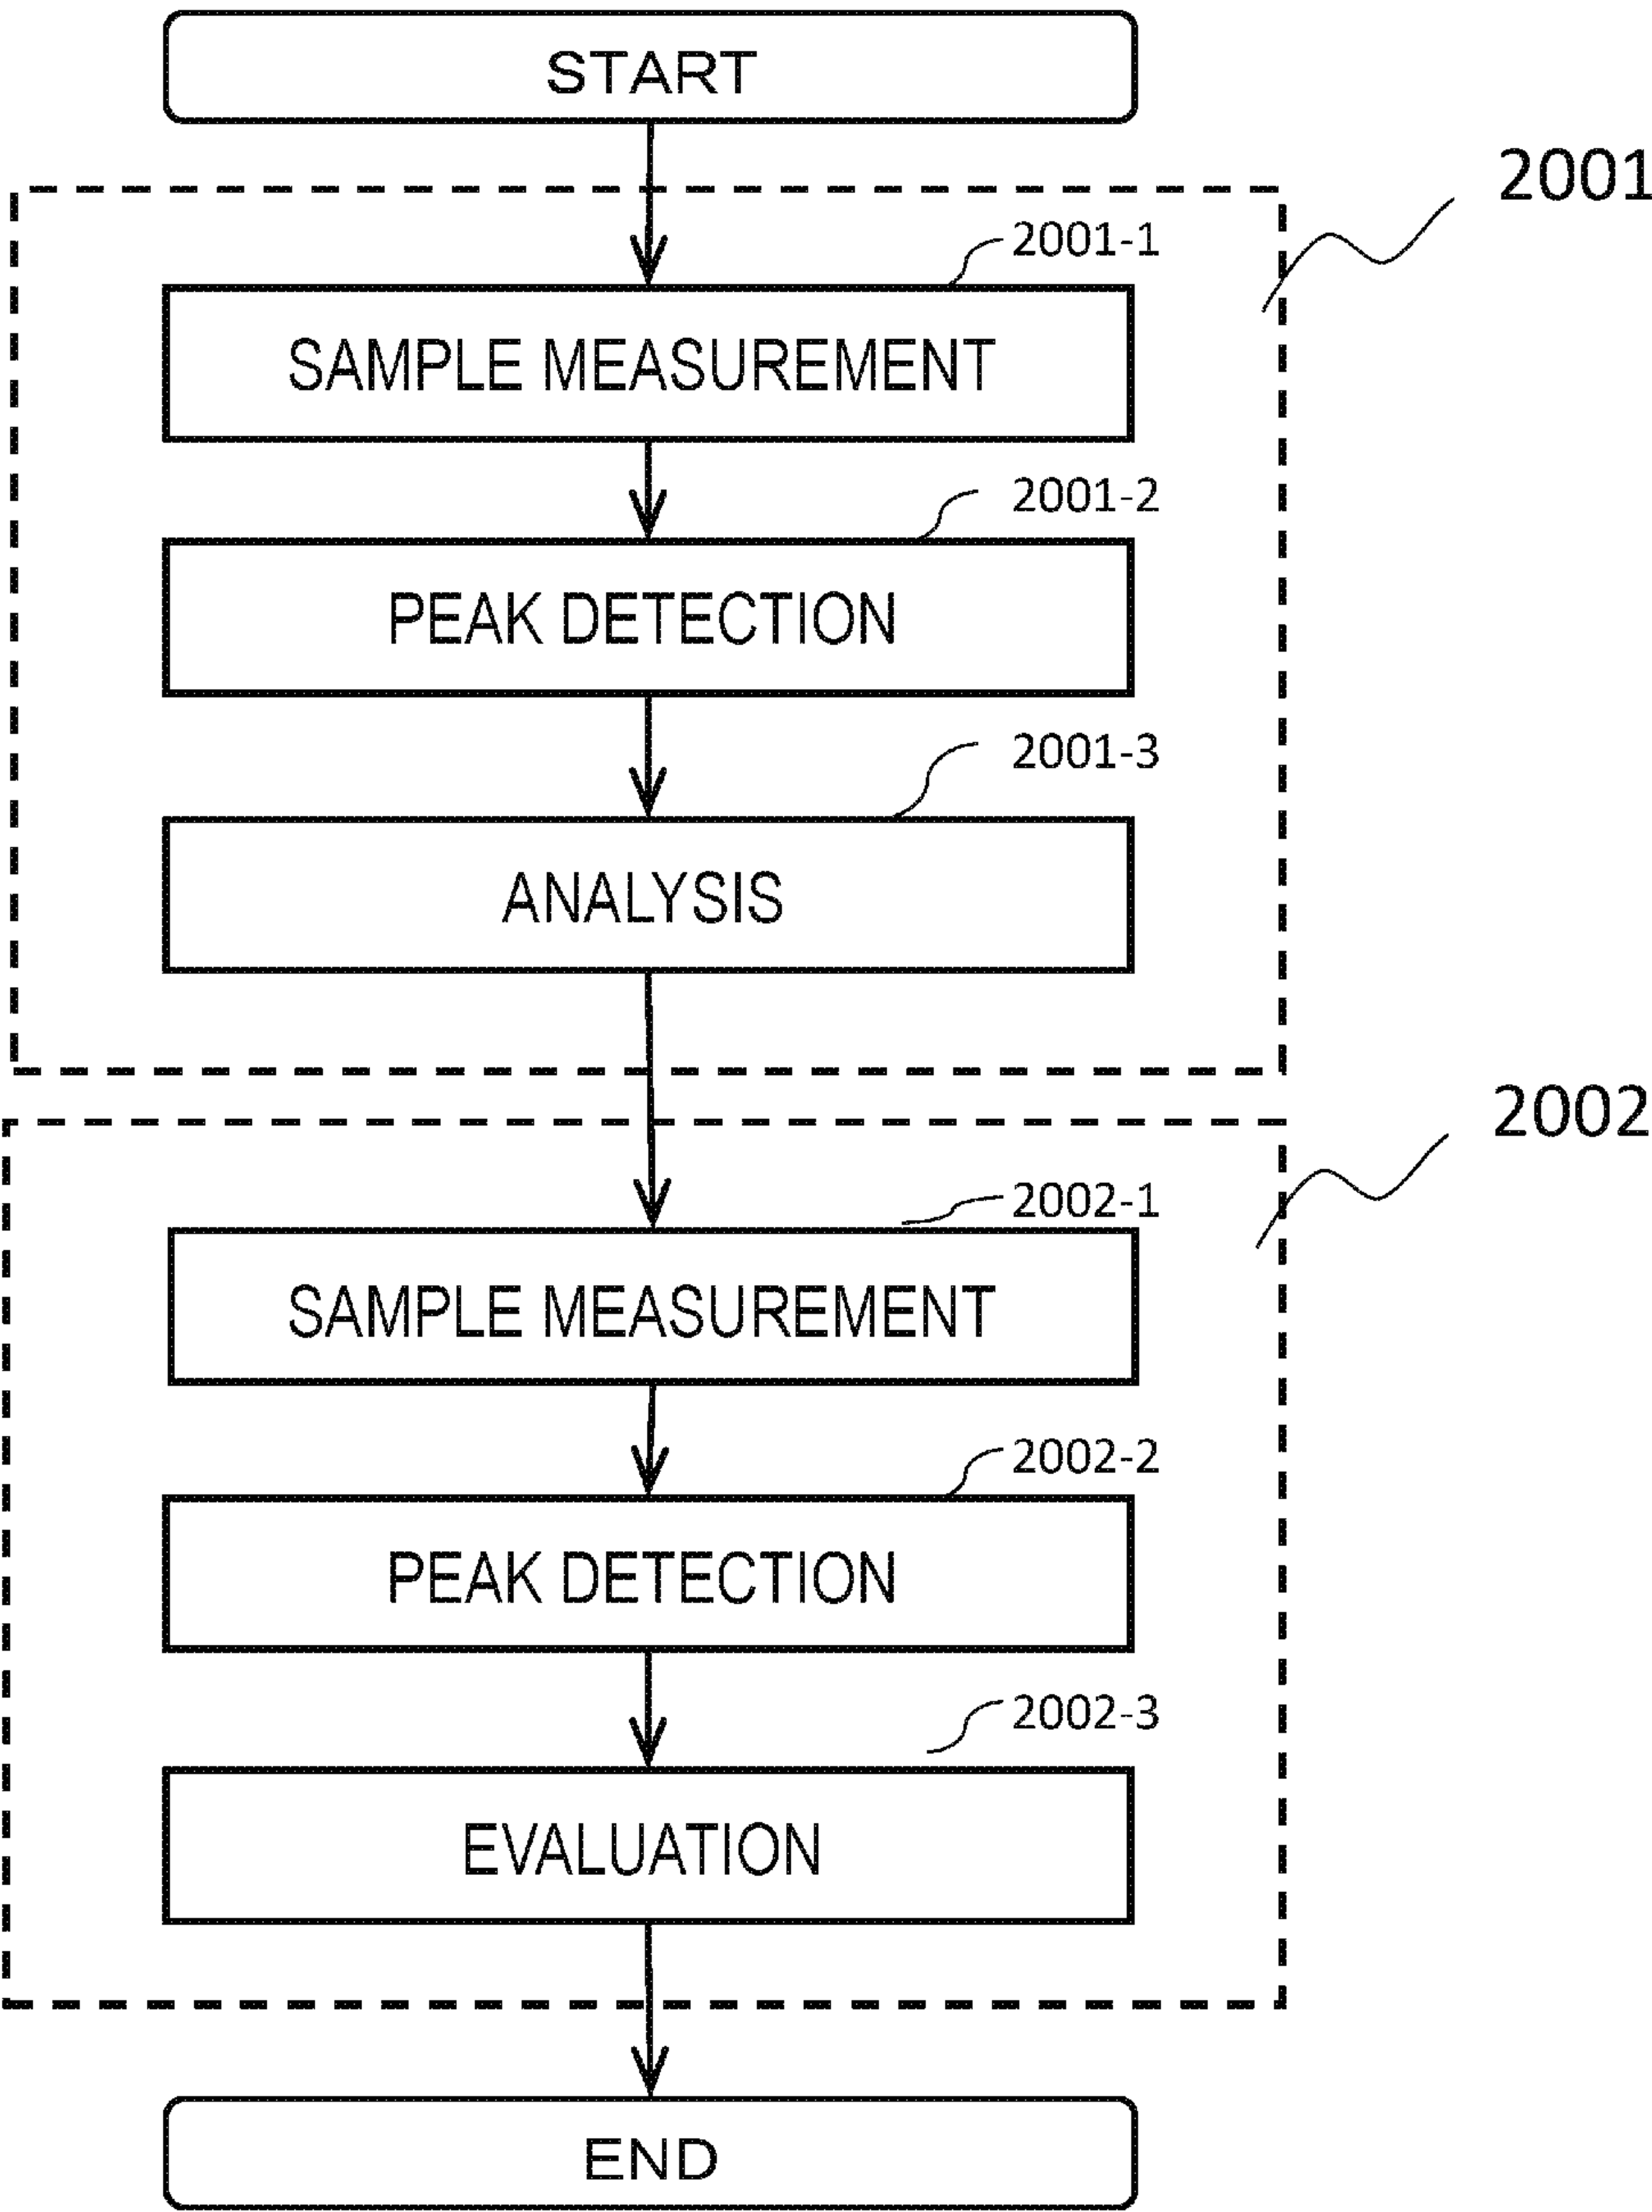 START
2001
2001-1
SAMPLE MEASUREMENT
2001-2
PEAK DETECTION
2001-3
ANALYSIS
2002
2002-1
SAMPLE MEASUREMENT
2002-2
PEAK DETECTION
2002-3
EVALUATION
END